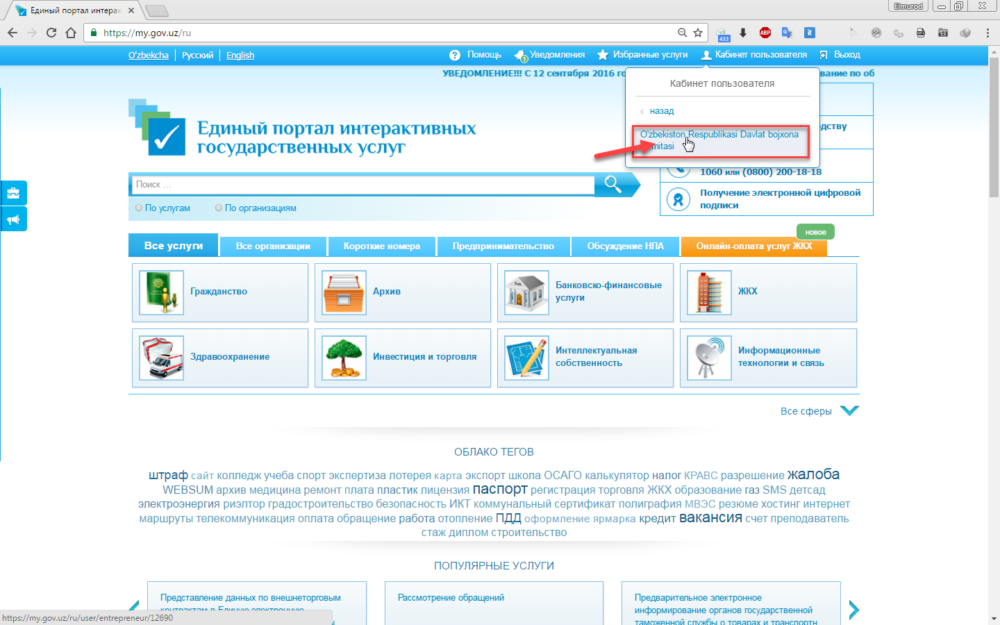 Единый портал интерак
Elmurod
https://my.gov.uz/ru
433
ABP
it
O'zbekcha Русский English
Помощь Уведомления 1 Избранные услуги Кабинет пользователя Выход
УВЕДОМЛЕНИЕ!!! С 12 сентября 2016 го
вание по об
Кабинет пользователя
назад
O'zbekiston Respublikasi Davlat bojxona
mitasi
дству
Единый портал интерактивных
государственных услуг
1060 или (0800) 200-18-18
Поиск ...
По услугам По организациям
Получение электронной цифровой
подписи
новое
Все услуги Все организации Короткие номера Предпринимательство Обсуждение НПА Онлайн-оплата услуг ЖКХ
Гражданство
Архив
Банковско-финансовые
услуги
ЖКХ
Здравоохранение
Инвестиция и торговля
Интеллектуальная
собственность
Информационные
технологии и связь
Все сферы
ОБЛАКО ТЕГОВ
штраф сайт колледж учеба спорт экспертиза лотерея карта экспорт школа ОСАГО калькулятор налог КРАВС разрешение жалоба
WEBSUM архив медицина ремонт плата пластик лицензия паспорт регистрация торговля ЖКХ образование газ SMS детсад
электроэнергия риэлтор градостроительство безопасность ИКТ коммунальный сертификат полиграфия МВЭС резюме хостинг интернет
маршруты телекоммуникация оплата обращение работа отопление ПДД оформление ярмарка кредит вакансия счет преподаватель
стаж диплом строительство
ПОПУЛЯРНЫЕ УСЛУГИ
Представление данных по внешнеторговым
контрактам в Единую электронную
Рассмотрение обращений
Предварительное электронное
информирование органов государственной
таможенной службы о товарах и транспортн
https://my.gov.uz/ru/user/entrepreneur/12690